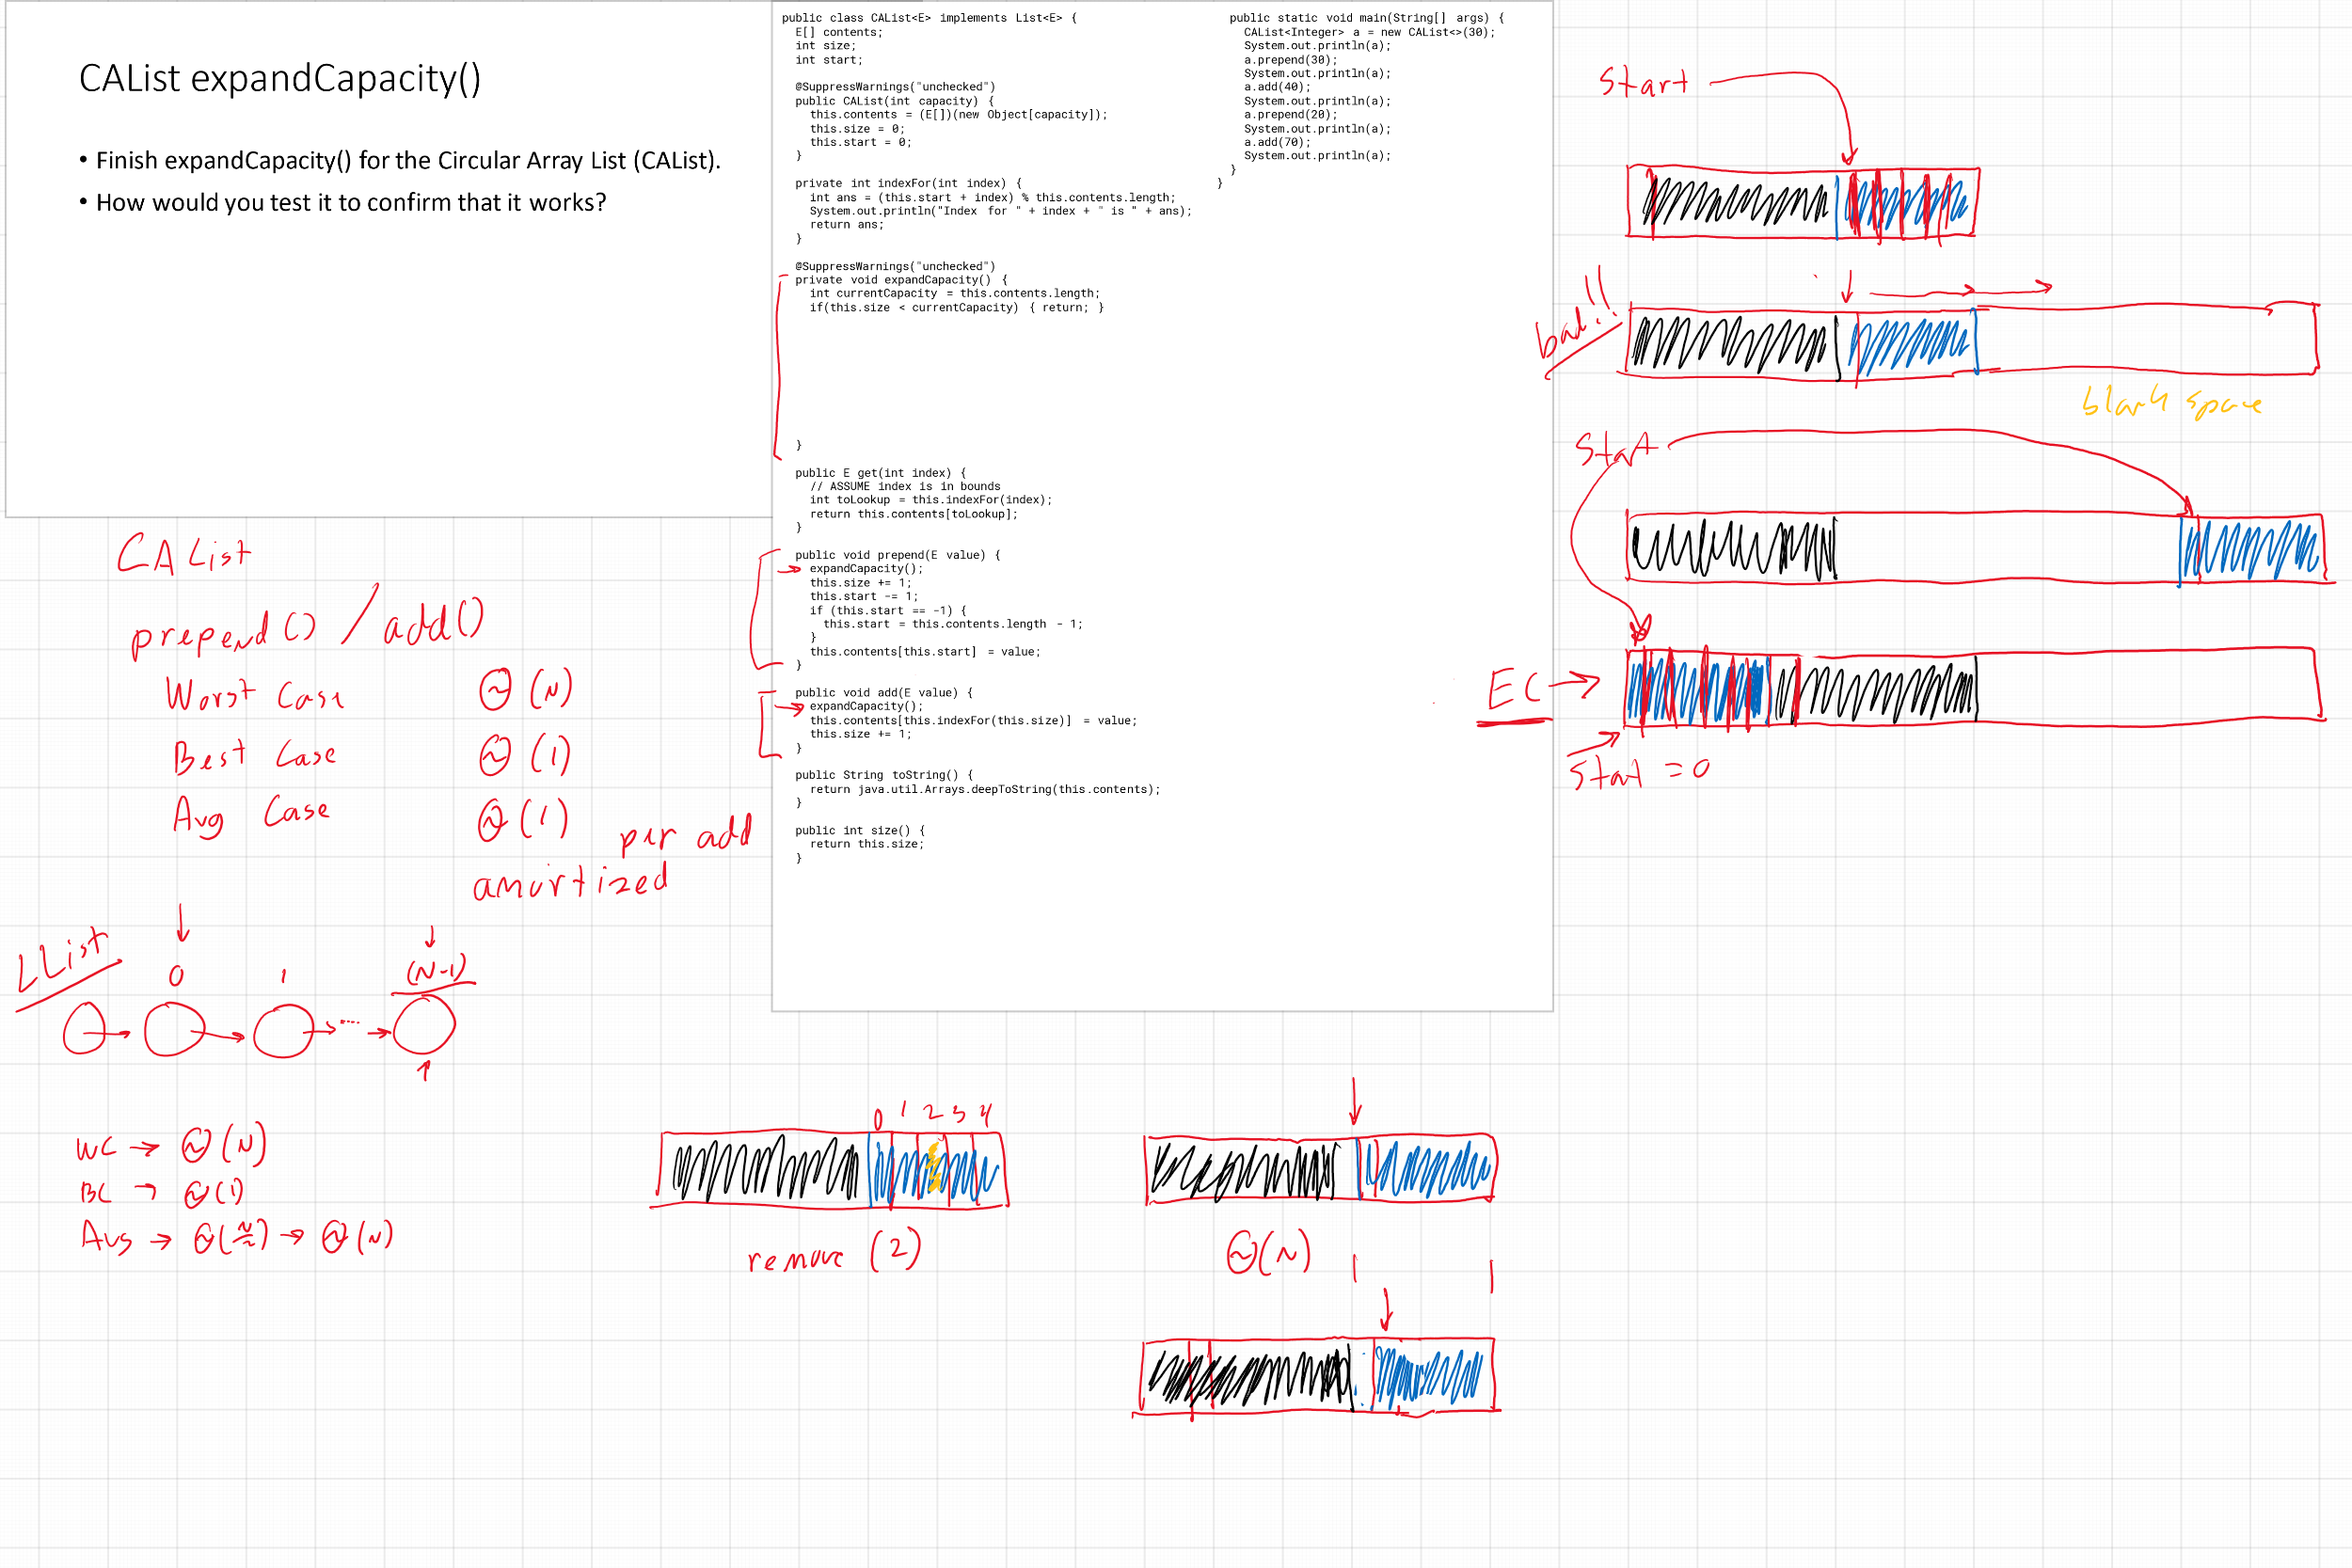 CAList expandCapacity()
• Finish expandCapacity() for the Circular Array List (CAList).
• How would you test it to confirm that it works?
public class CAList<E> implements List<E> {
E[] contents;
int size;
int start;
@SuppressWarnings("unchecked")
public CAList(int capacity) {
this.contents = (E[])(new Object[capacity]);
this.size = 0;
this.start = 0;
}
private int indexFor(int index) {
int ans = (this.start + index) % this.contents.length;
System.out.println("Index for " + index + " is " + ans);
return ans;
}
@SuppressWarnings("unchecked")
private void expandCapacity() {
int currentCapacity = this.contents.length;
if(this.size < currentCapacity) { return; }
}
public E get(int index) {
// ASSUME index is in bounds
int toLookup = this.indexFor(index);
return this.contents[toLookup];
}
public void prepend(E value) {
expandCapacity();
this.size += 1;
this.start -= 1;
if (this.start == -1) {
this.start = this.contents.length - 1;
}
this.contents[this.start] = value;
}
public void add(E value) {
expandCapacity();
this.contents[this.indexFor(this.size)] = value;
this.size += 1;
}
public String toString() {
return java.util.Arrays.deepToString(this.contents);
}
public int size() {
return this.size;
}
public static void main(String[] args) {
CAList<Integer> a = new CAList<>(30);
System.out.println(a);
a.prepend(30);
System.out.println(a);
a.add(40);
System.out.println(a);
a.prepend(20);
System.out.println(a);
a.add(70);
System.out.println(a);
}
}
Start
bad!!
blank space
Start
EC
Start = 0
CAList
prepend() / add()
Worst Case Θ(N)
Best Case Θ(1)
Avg Case Θ(1) per add
amortized
LList
0 1 (N-1)
....
1
WC → Θ(N)
BC → Θ(1)
Avg → Θ(N/2) → Θ(N)
0 1 2 3 4
remove (2)
Θ(N)